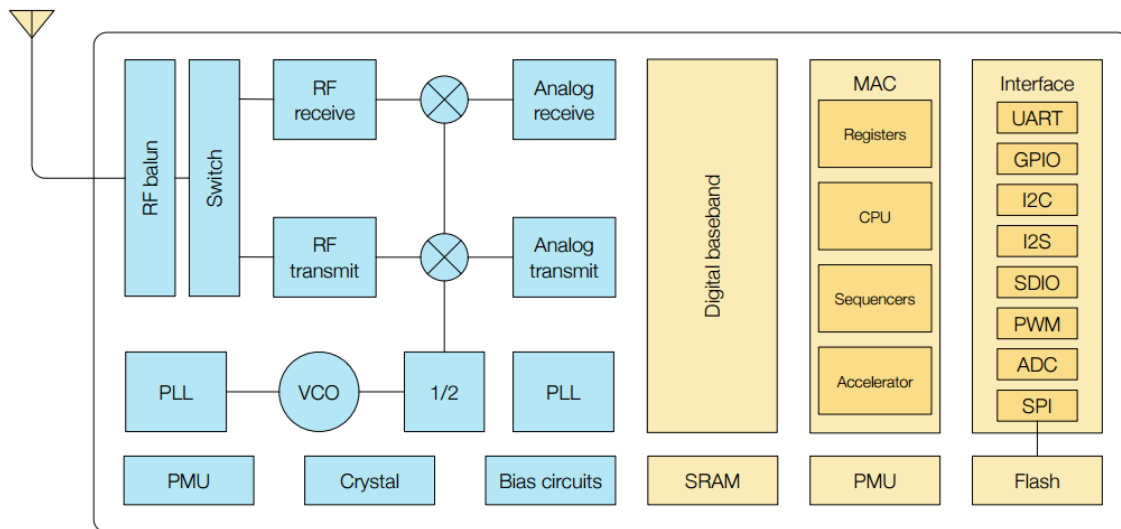 RF balun
Switch
RF
receive
Analog
receive
RF
transmit
Analog
transmit
PLL
VCO
1/2
PLL
PMU
Crystal
Bias circuits
Digital baseband
SRAM
MAC
Registers
CPU
Sequencers
Accelerator
PMU
Interface
UART
GPIO
I2C
I2S
SDIO
PWM
ADC
SPI
Flash